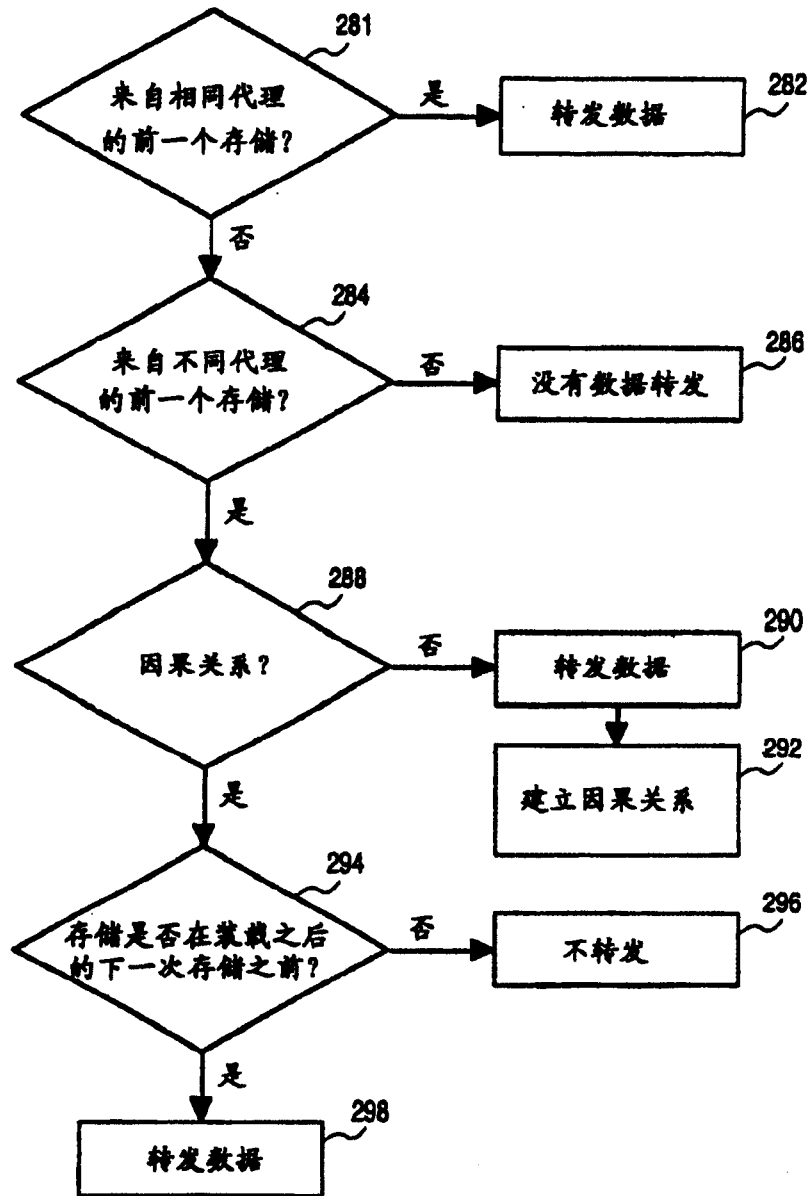 281
来自相同代理
的前一个存储?
是
转发数据
282
否
284
来自不同代理
的前一个存储?
否
没有数据转发
286
是
288
因果关系?
否
转发数据
290
建立因果关系
292
是
294
存储是否在装载之后
的下一次存储之前?
否
不转发
296
是
转发数据
298